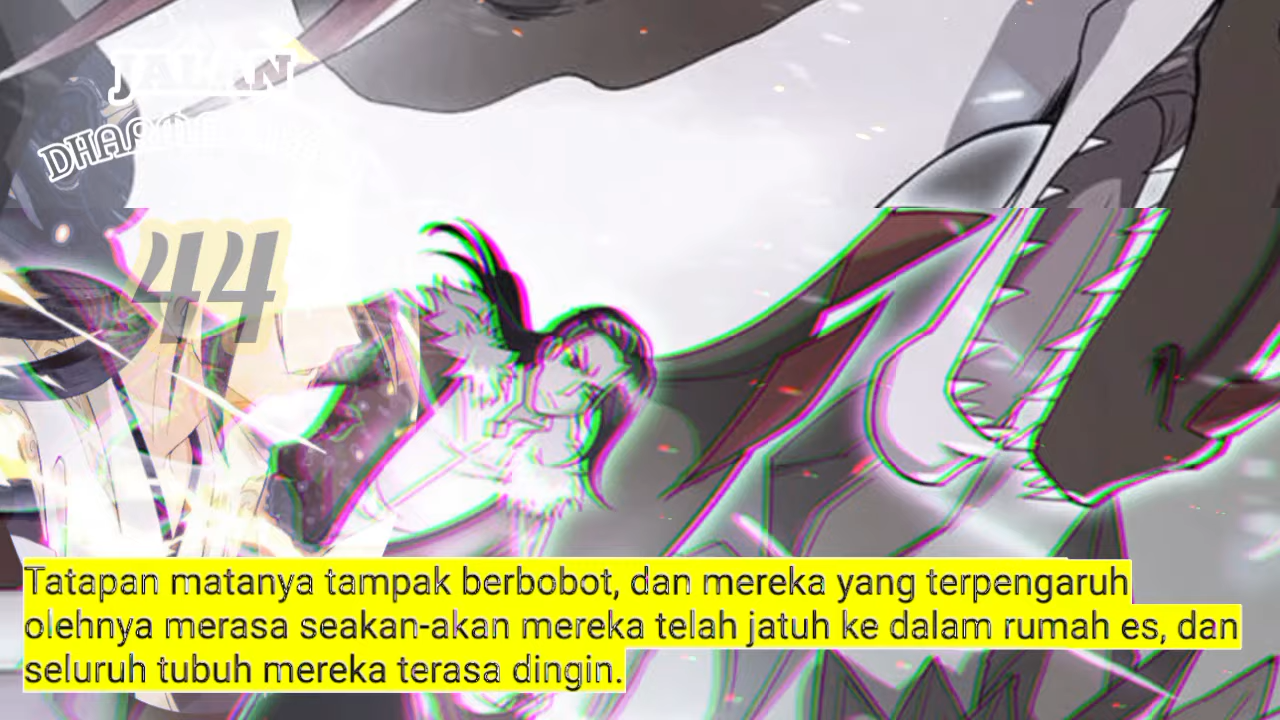 JALAN
44
Tatapan matanya tampak berbobot, dan mereka yang terpengaruh
olehnya merasa seakan-akan mereka telah jatuh ke dalam rumah es, dan
seluruh tubuh mereka terasa dingin.